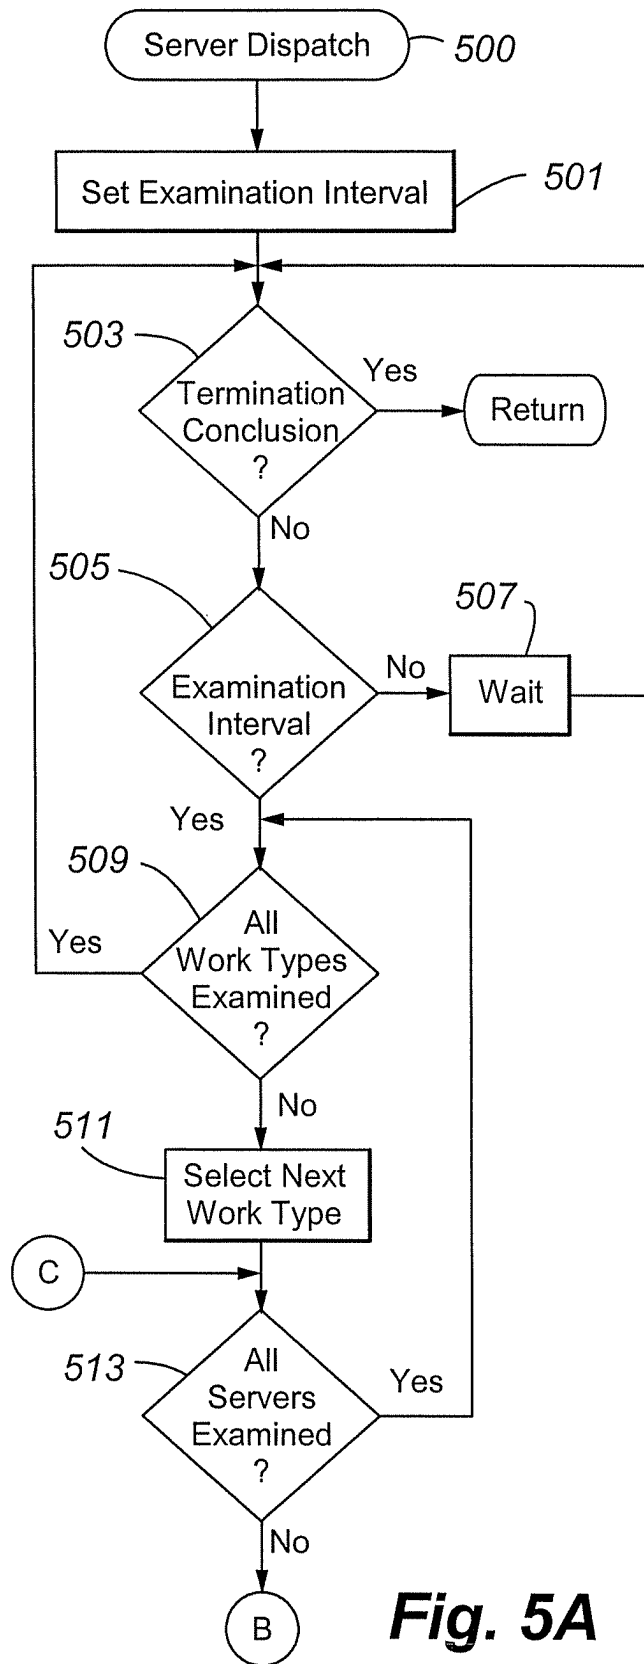 Server Dispatch
500
Set Examination Interval
501
503
Termination
Conclusion
?
Yes
Return
No
505
Examination
Interval
?
No
507
Wait
Yes
509
All
Work Types
Examined
?
Yes
No
511
Select Next
Work Type
C
513
All
Servers
Examined
?
Yes
No
B
Fig. 5A